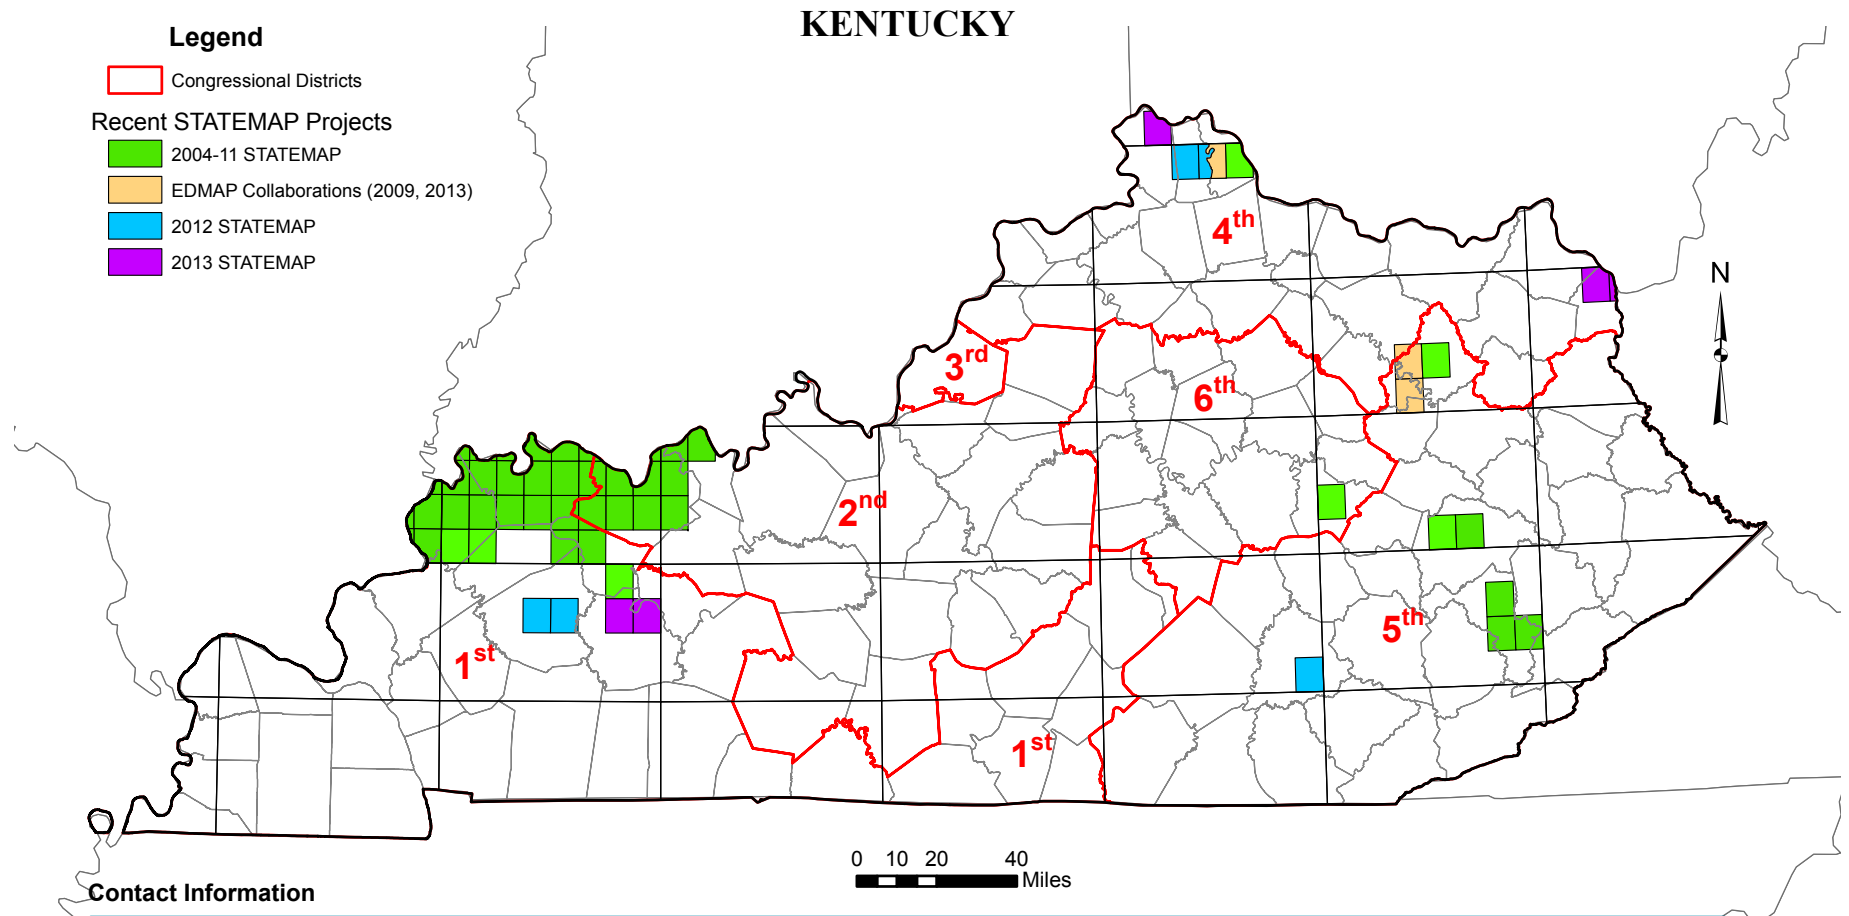 KENTUCKY
Legend
Congressional Districts
Recent STATEMAP Projects
2004-11 STATEMAP
EDMAP Collaborations (2009, 2013)
2012 STATEMAP
2013 STATEMAP
4th
N
3rd
6th
2nd
5th
1st
1st
0 10 20 40
Miles
Contact Information